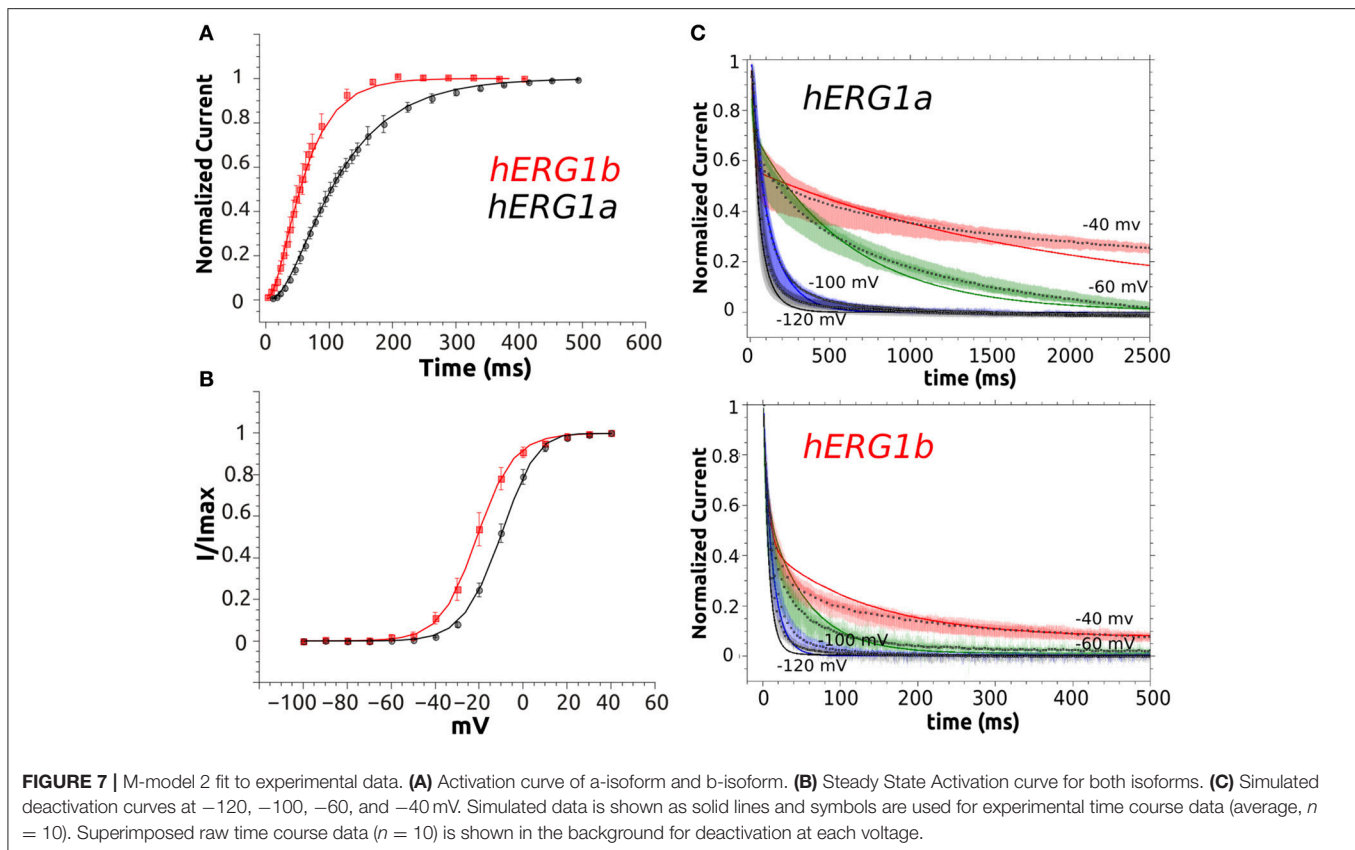 A
Normalized Current
1
0.8
0.6
0.4
0.2
0
hERG1b
hERG1a
0 100 200 300 400 500 600
Time (ms)
B
I/Imax
1
0.8
0.6
0.4
0.2
0
−100 −80 −60 −40 −20 0 20 40 60
mV
C
Normalized Current
1
0.8
0.6
0.4
0.2
0
hERG1a
-40 mv
-60 mV
-100 mV
-120 mV
0 500 1000 1500 2000 2500
time (ms)
Normalized Current
1
0.8
0.6
0.4
0.2
0
hERG1b
-40 mv
-60 mV
-100 mV
-120 mV
0 100 200 300 400 500
time (ms)
FIGURE 7 | M-model 2 fit to experimental data. (A) Activation curve of a-isoform and b-isoform. (B) Steady State Activation curve for both isoforms. (C) Simulated
deactivation curves at −120, −100, −60, and −40 mV. Simulated data is shown as solid lines and symbols are used for experimental time course data (average, n
= 10). Superimposed raw time course data (n = 10) is shown in the background for deactivation at each voltage.